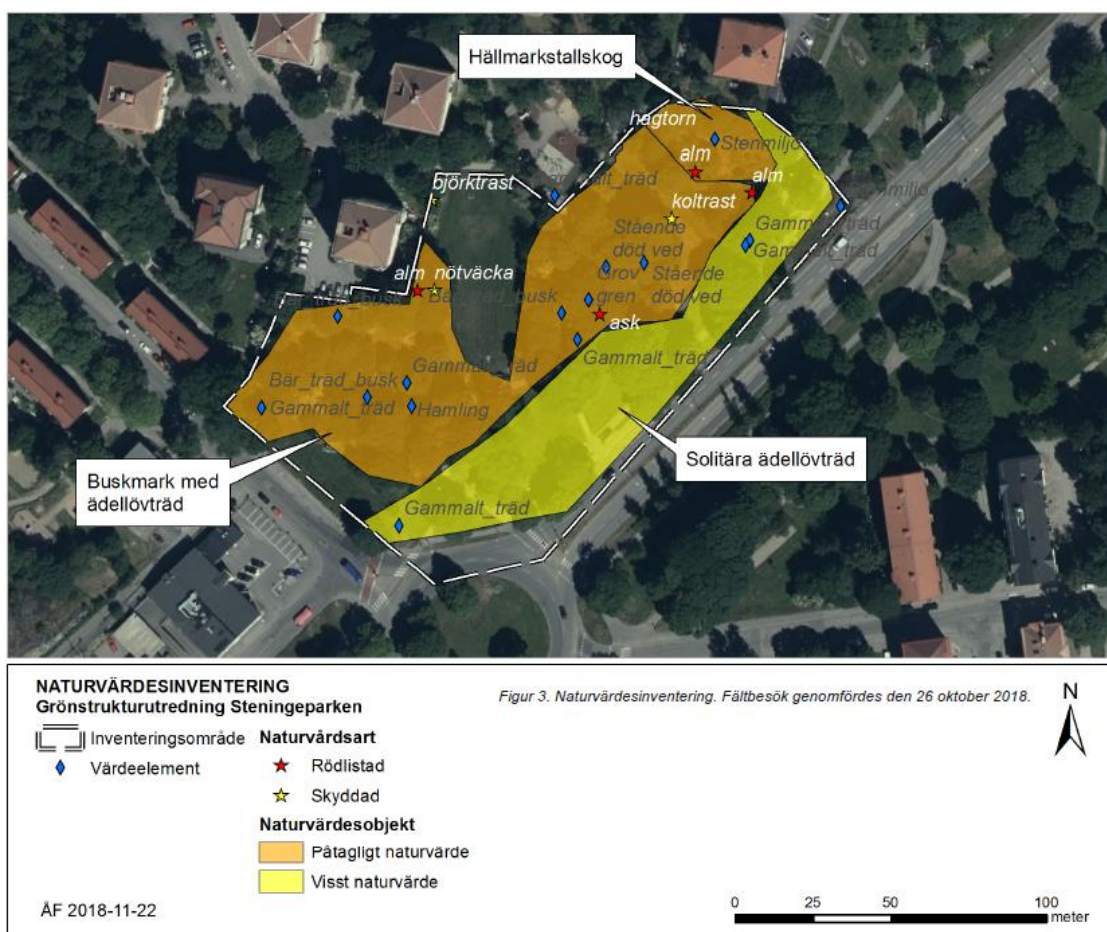 Hällmarkstallskog
hagtorn
Stenmiljö
alm
alm
björktrast
koltrast
Gammalt_träd
Stående
död ved
Gammalt_träd
alm nötväcka
Grov
gren
Stående
död ved
ask
Gammalt_träd
Gammalt_träd
Bär_träd_busk
Gammalt_träd
Hamling
Solitära ädellövträd
Buskmark med
ädellövträd
Gammalt_träd
NATURVÄRDESINVENTERING
Grönstrukturutredning Steningeparken
Figur 3. Naturvärdesinventering. Fältbesök genomfördes den 26 oktober 2018.
N
Inventeringsområde
Värdeelement
Naturvårdsart
Rödlistad
Skyddad
Naturvärdesobjekt
Påtagligt naturvärde
Visst naturvärde
ÅF 2018-11-22
0 25 50 100
meter